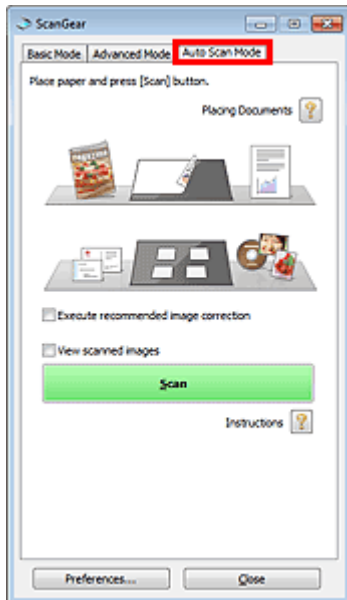 ScanGear
Basic Mode Advanced Mode Auto Scan Mode
Place paper and press [Scan] button.
Placing Documents ?
Execute recommended image correction
View scanned images
Scan
Instructions ?
Preferences... Close